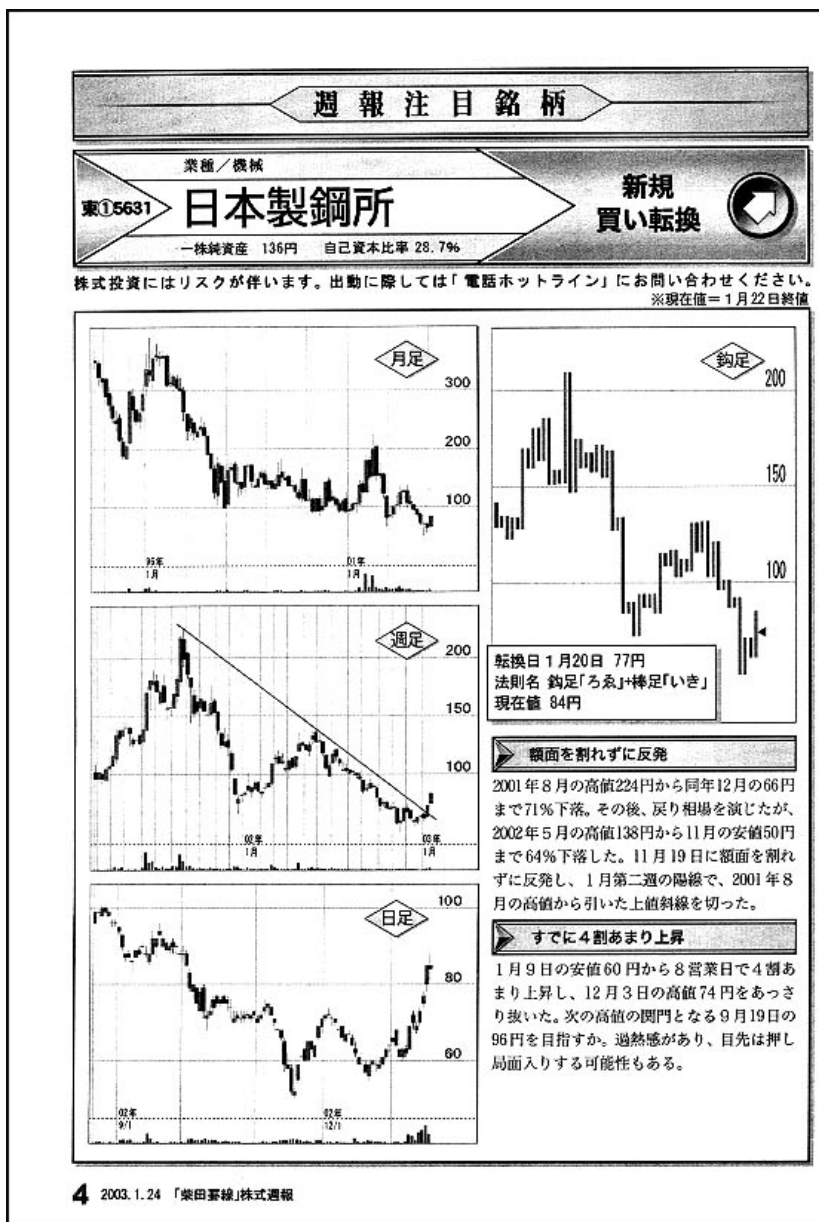 週報注目銘柄
業種／機械
東①5631
日本製鋼所
新規
買い転換
一株純資産 136円 自己資本比率 28.7%
株式投資にはリスクが伴います。出動に際しては「電話ホットライン」にお問い合わせください。
※現在値＝1月22日終値
月足
300
200
100
95年
1月
01年
1月
鈎足
200
150
100
転換日 1月20日 77円
法則名 鈎足「ろゑ」+棒足「いき」
現在値 84円
週足
200
150
100
02年
1月
03年
1月
日足
100
80
60
02年
9/1
02年
12/1
額面を割れずに反発
2001年8月の高値224円から同年12月の66円
まで71%下落。その後、戻り相場を演じたが、
2002年5月の高値138円から11月の安値50円
まで64%下落した。11月19日に額面を割れ
ずに反発し、1月第二週の陽線で、2001年8
月の高値から引いた上値斜線を切った。
すでに4割あまり上昇
1月9日の安値60円から8営業日で4割あ
まり上昇し、12月3日の高値74円をあっさ
り抜いた。次の高値の関門となる9月19日の
96円を目指すか。過熱感があり、目先は押し
局面入りする可能性もある。
4 2003.1.24 「柴田罫線」株式週報